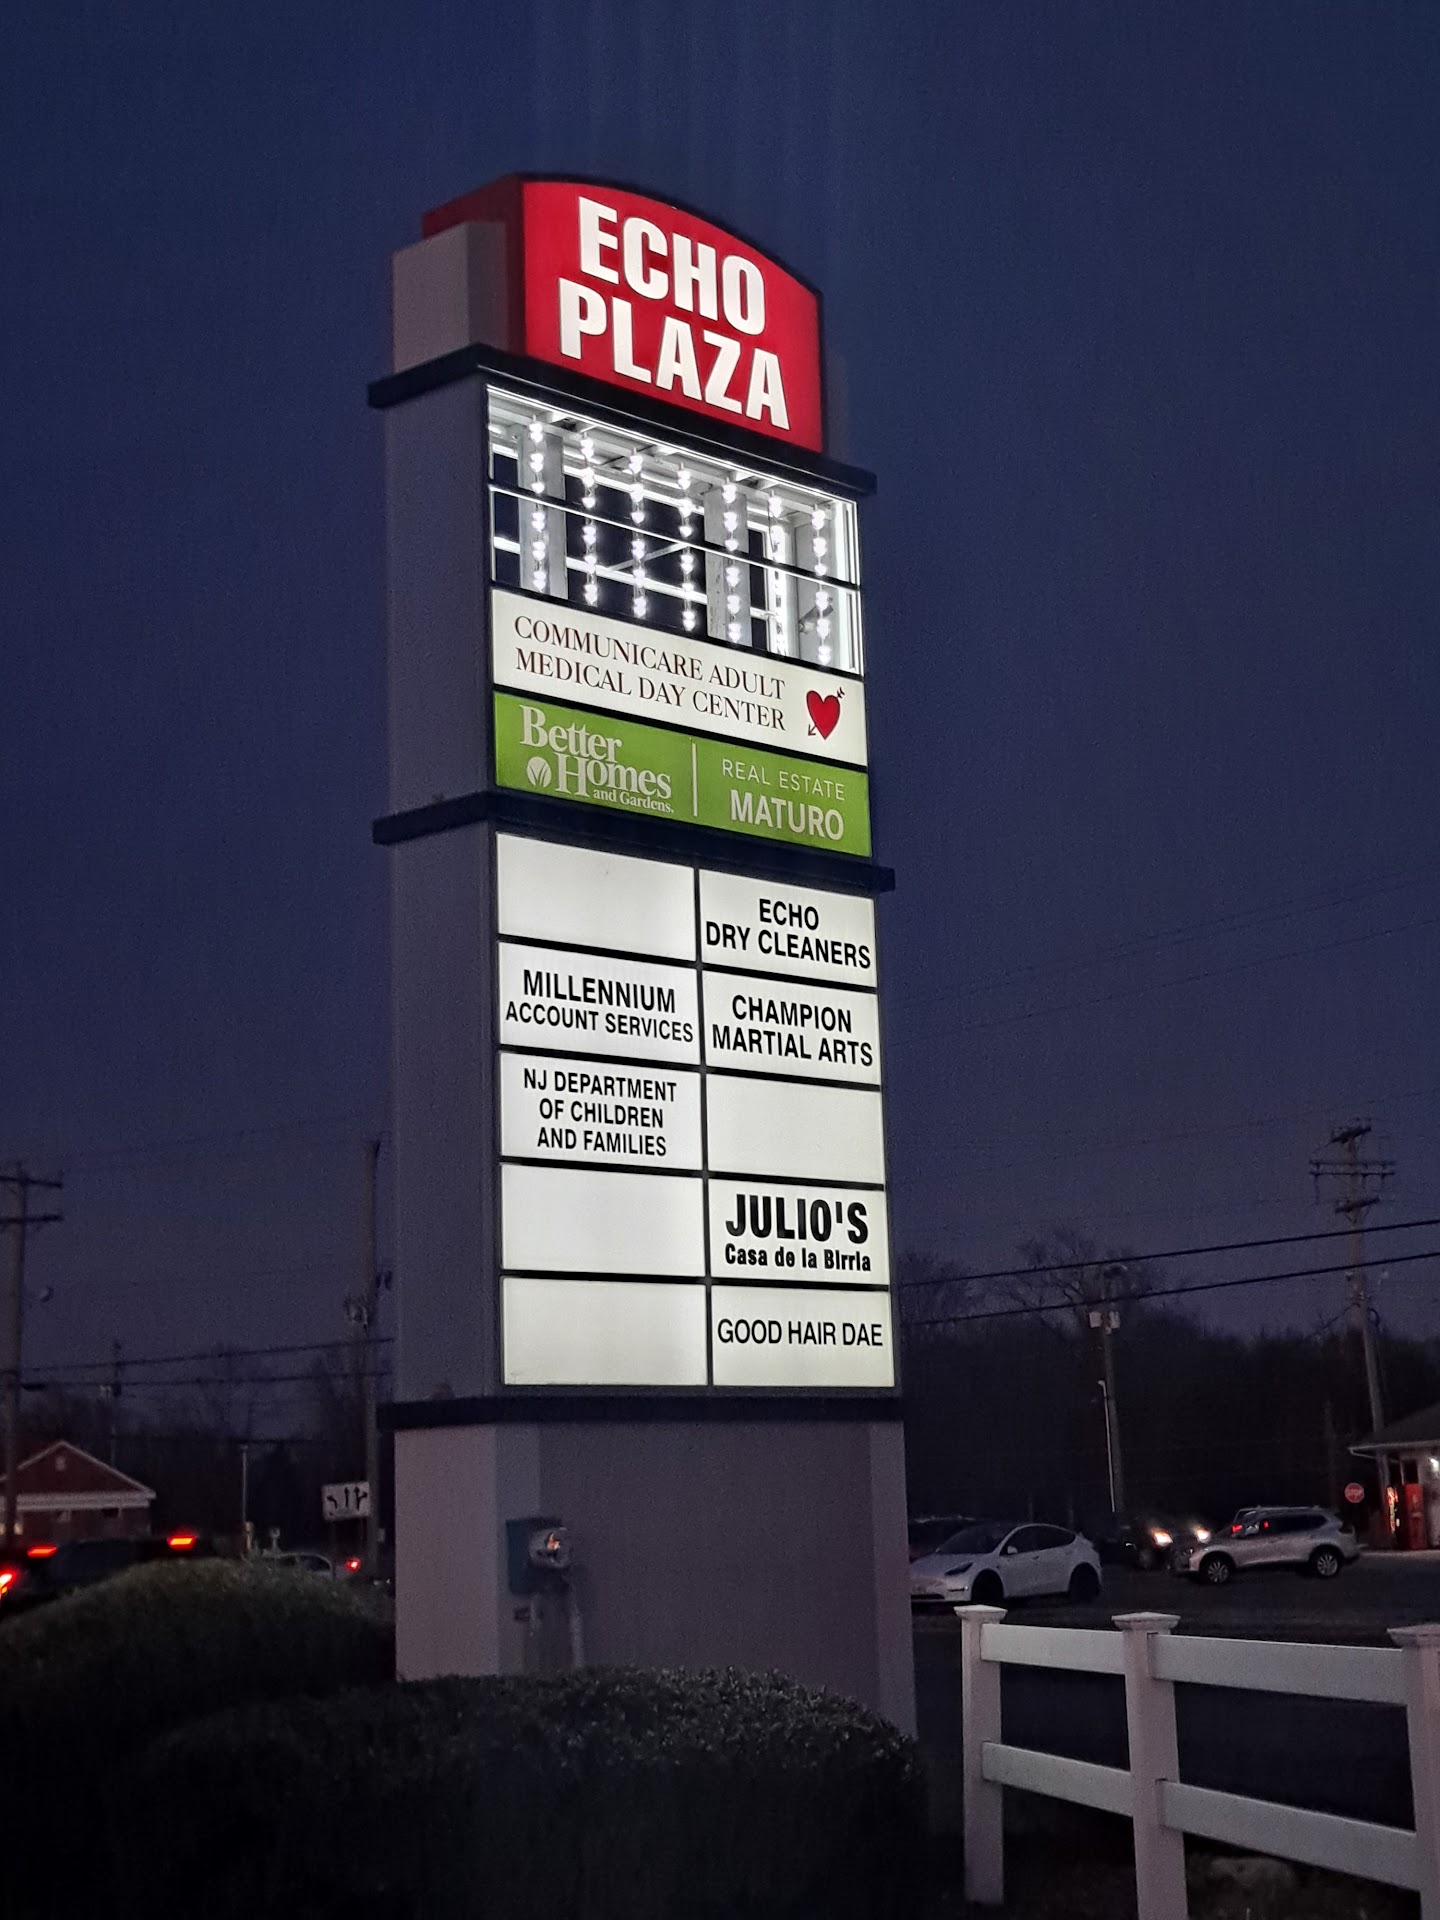 ECHO
PLAZA
COMMUNICARE ADULT
MEDICAL DAY CENTER
Better
Homes
and Gardens.
REAL ESTATE
MATURO
ECHO
DRY CLEANERS
MILLENNIUM
ACCOUNT SERVICES
CHAMPION
MARTIAL ARTS
NJ DEPARTMENT
OF CHILDREN
AND FAMILIES
JULIO'S
Casa de la Birria
GOOD HAIR DAE
STOP